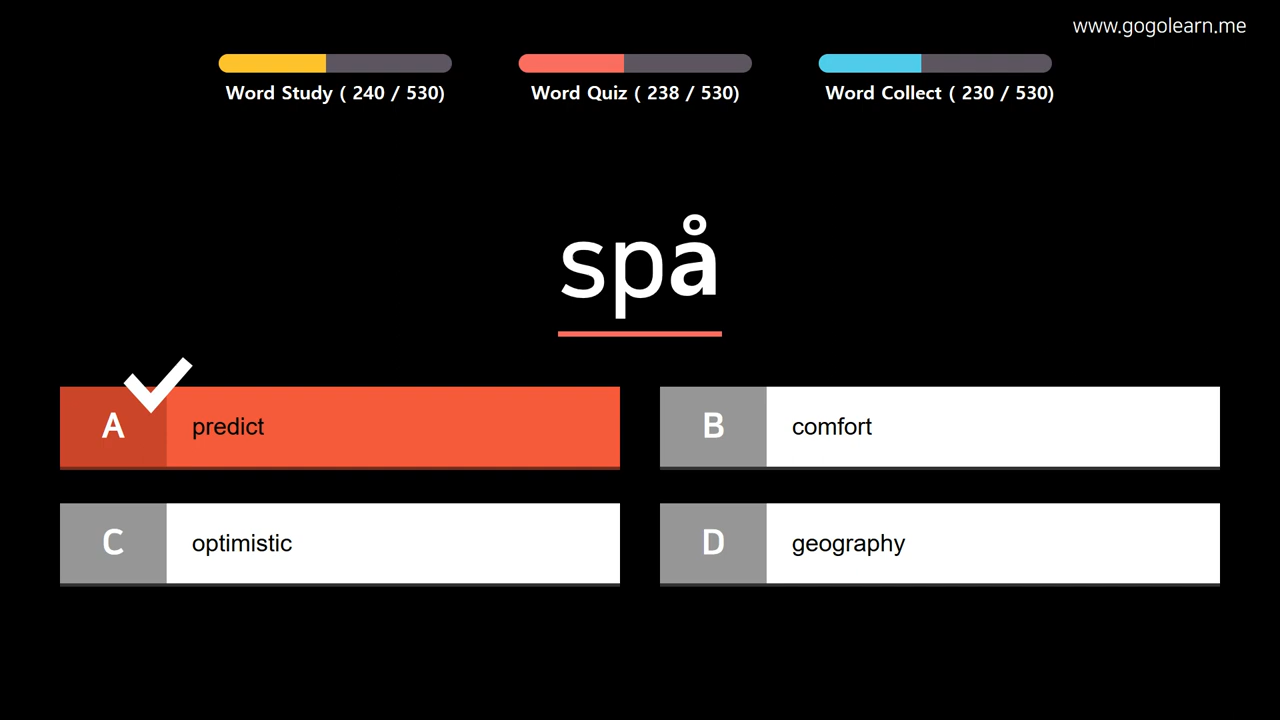 www.gogolearn.me
Word Study ( 240 / 530)
Word Quiz ( 238 / 530)
Word Collect ( 230 / 530)
spå
A predict
B comfort
C optimistic
D geography